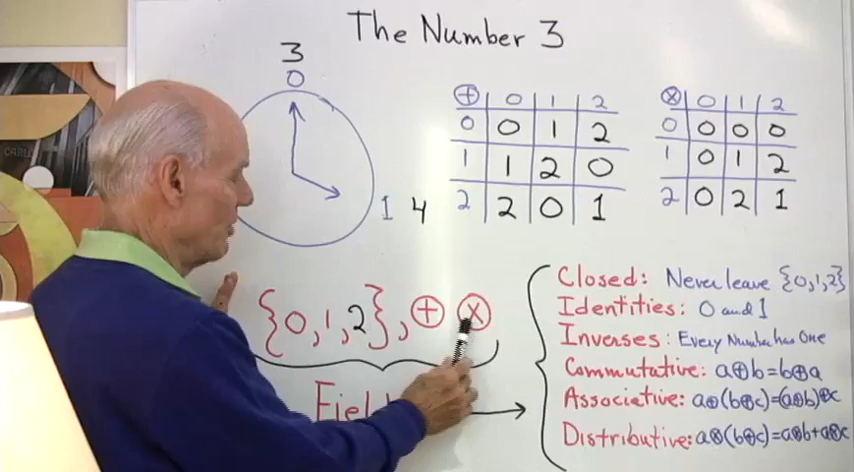 The Number 3
3
0
1 4
⊕ 0 1 2
0 0 1 2
1 1 2 0
2 2 0 1
⊗ 0 1 2
0 0 0 0
1 0 1 2
2 0 2 1
{0,1,2}, ⊕ ⊗
Field
Closed: Never leave {0,1,2}
Identities: 0 and 1
Inverses: Every Number has One
Commutative: a⊕b=b⊕a
Associative: a⊕(b⊕c)=(a⊕b)⊕c
Distributive: a⊗(b⊕c)=a⊗b+a⊗c